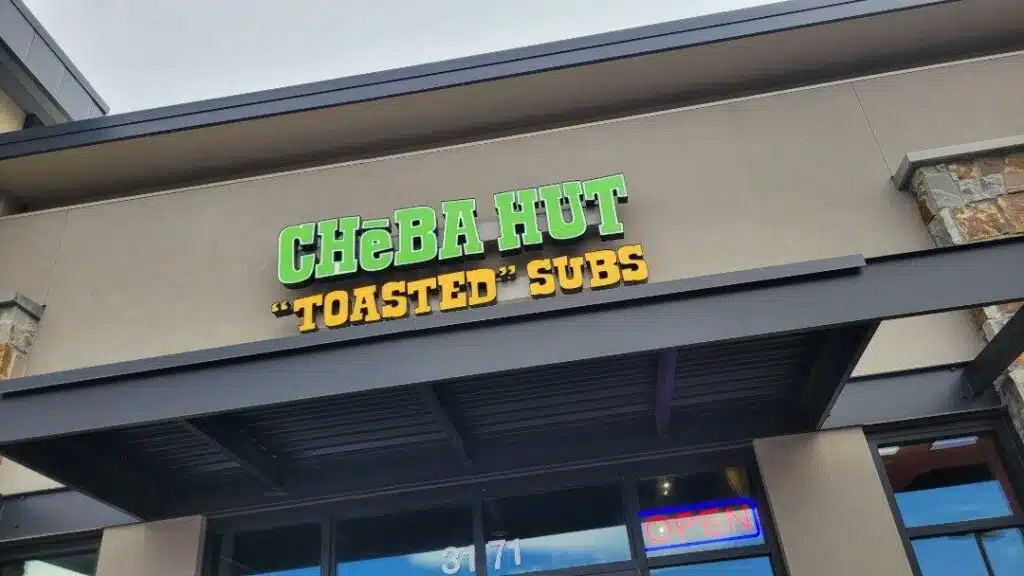 CHēBA HUT
“TOASTED” SUBS
OPEN
3171